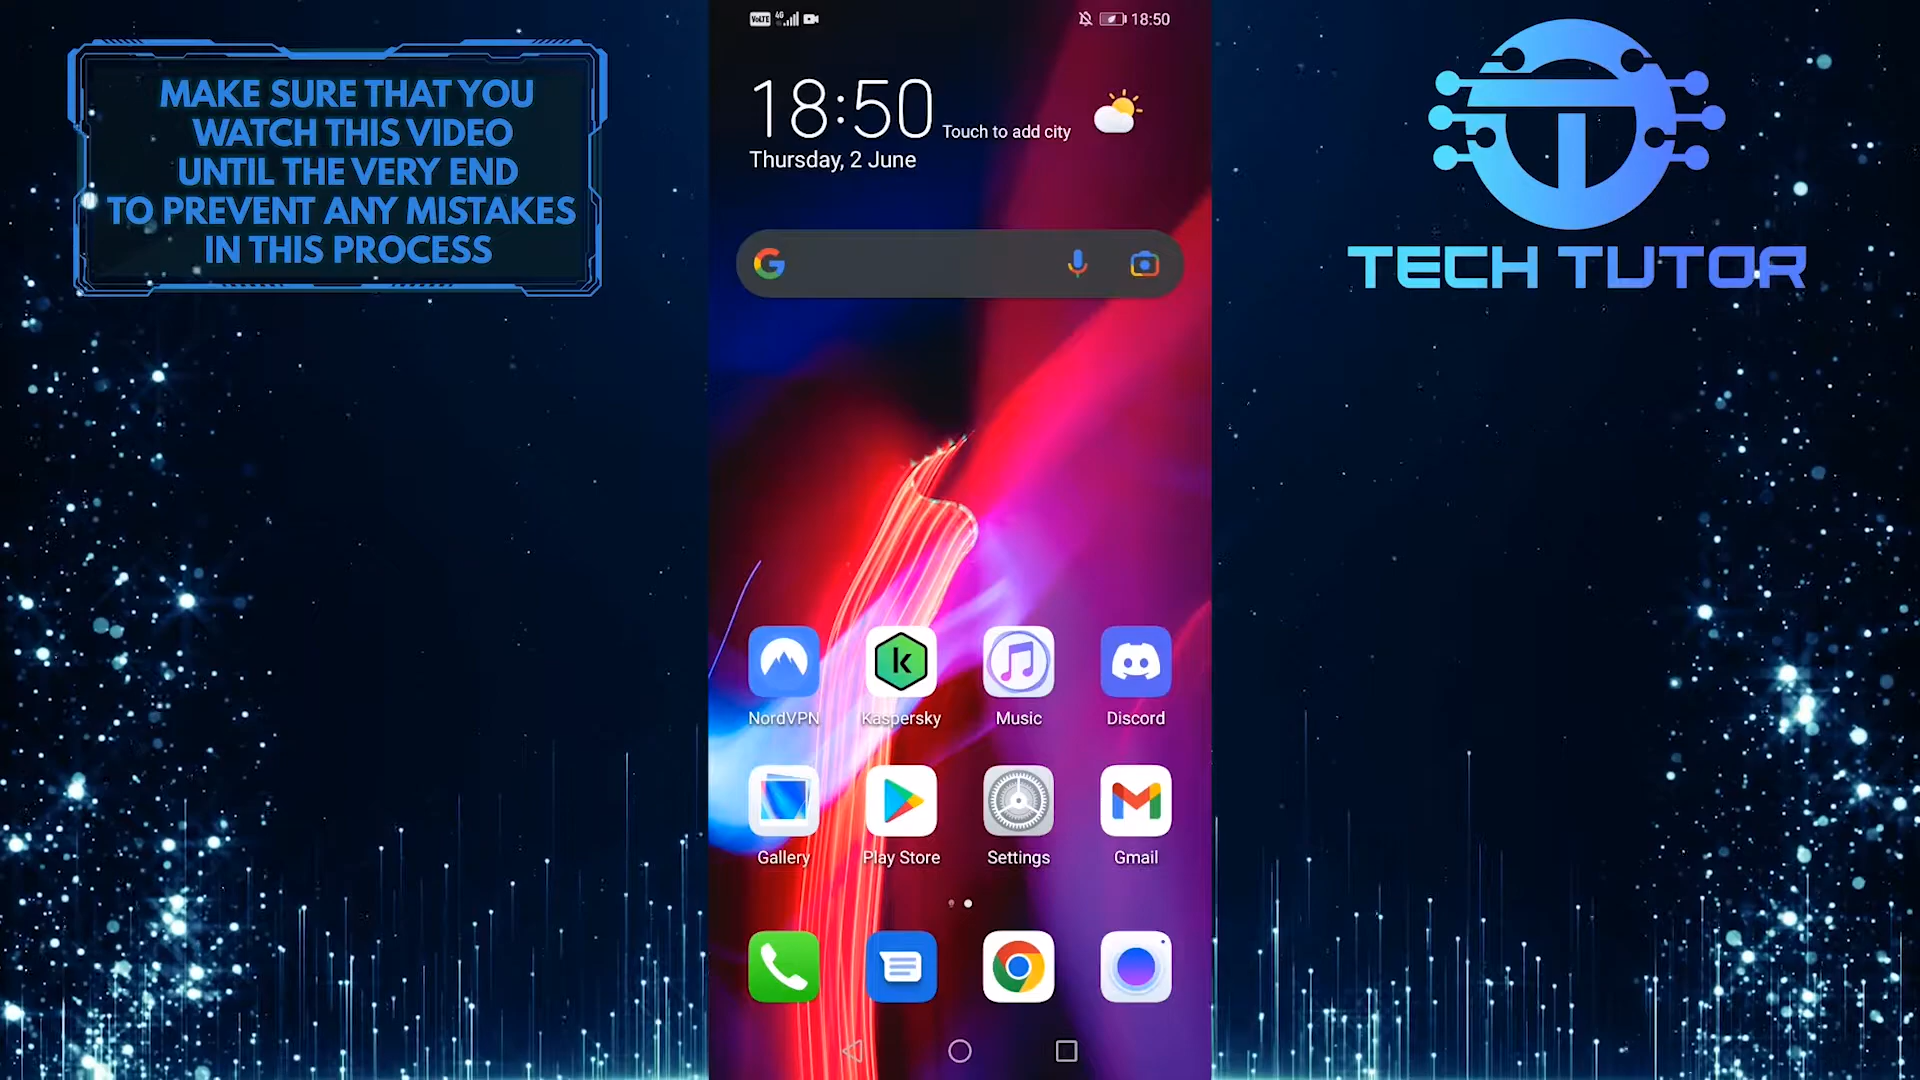 MAKE SURE THAT YOU
WATCH THIS VIDEO
UNTIL THE VERY END
TO PREVENT ANY MISTAKES
IN THIS PROCESS
VoLTE 4G 18:50
18:50 Touch to add city
Thursday, 2 June
TECH TUTOR
NordVPN Kaspersky Music Discord
Gallery Play Store Settings Gmail